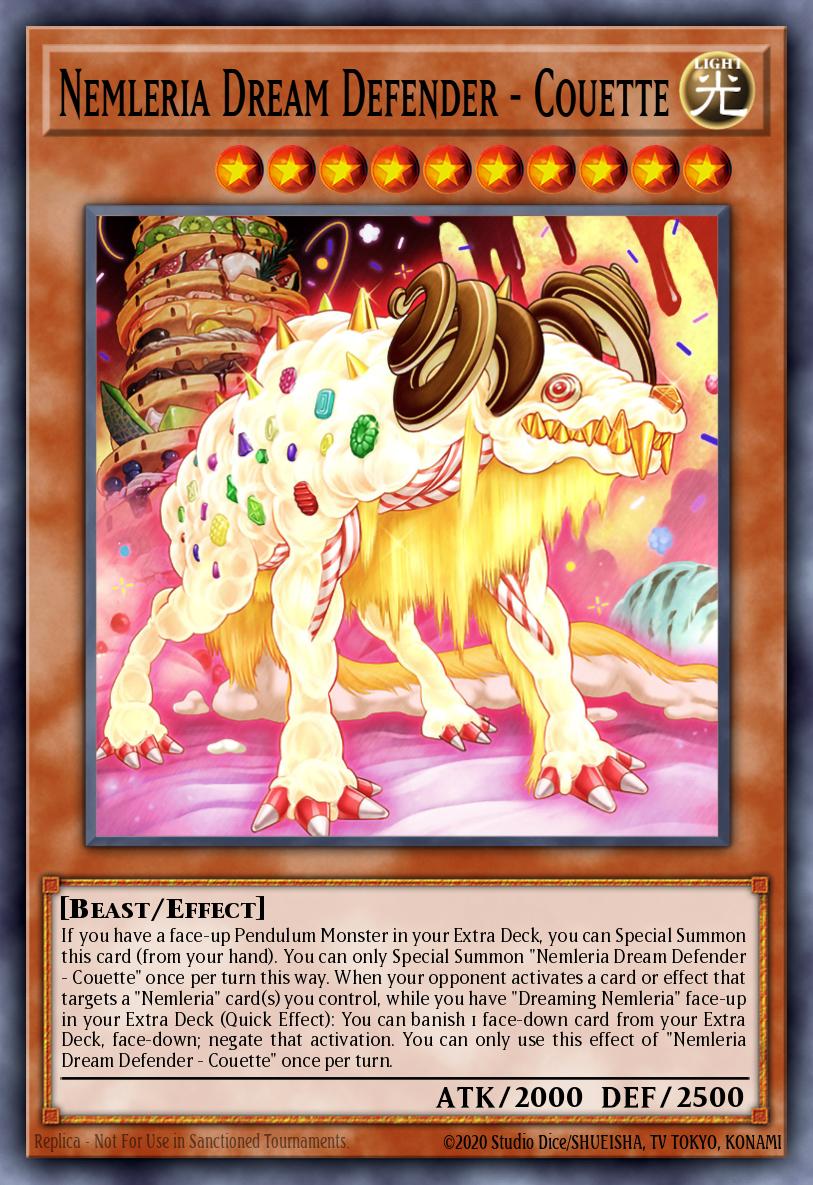 Nemleria Dream Defender - Couette
LIGHT
光
[Beast/Effect]
If you have a face-up Pendulum Monster in your Extra Deck, you can Special Summon
this card (from your hand). You can only Special Summon "Nemleria Dream Defender
- Couette" once per turn this way. When your opponent activates a card or effect that
targets a "Nemleria" card(s) you control, while you have "Dreaming Nemleria" face-up
in your Extra Deck (Quick Effect): You can banish 1 face-down card from your Extra
Deck, face-down; negate that activation. You can only use this effect of "Nemleria
Dream Defender - Couette" once per turn.
ATK/2000 DEF/2500
Replica - Not For Use in Sanctioned Tournaments.
©2020 Studio Dice/SHUEISHA, TV TOKYO, KONAMI